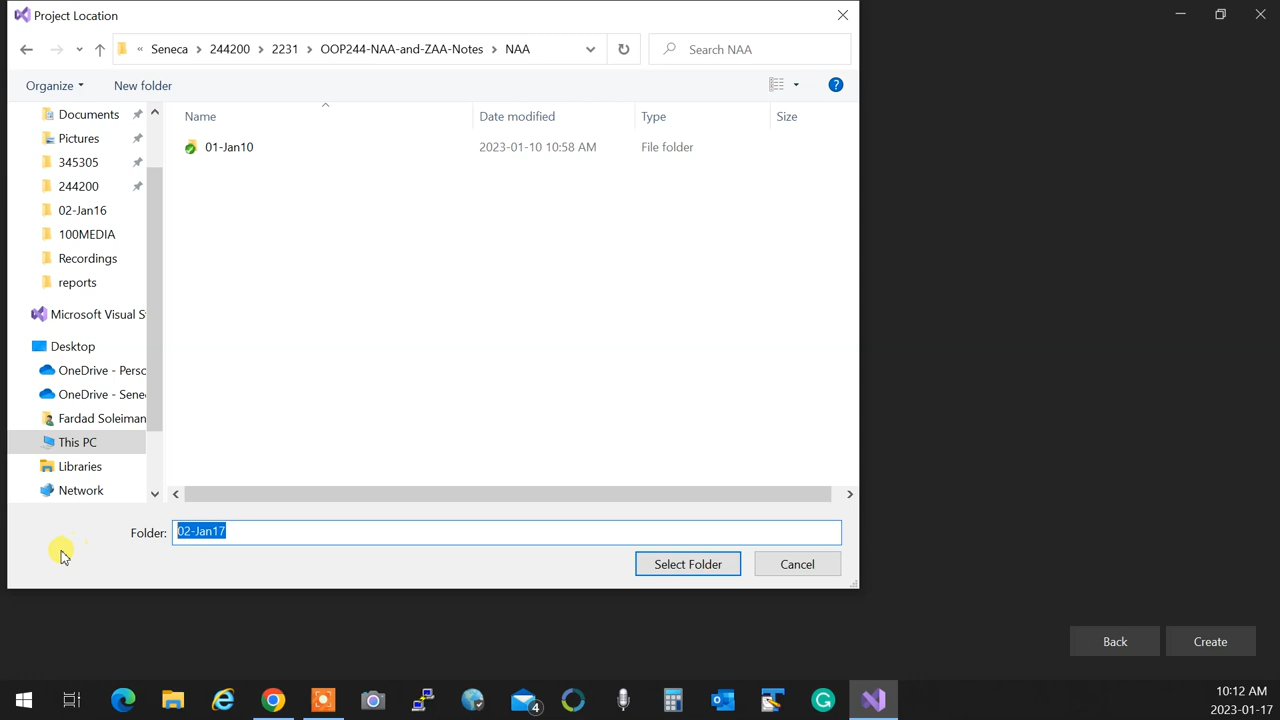 Project Location
« Seneca > 244200 > 2231 > OOP244-NAA-and-ZAA-Notes > NAA
Search NAA
Organize
New folder
?
Name
Date modified
Type
Size
01-Jan10
2023-01-10 10:58 AM
File folder
Documents
Pictures
345305
244200
02-Jan16
100MEDIA
Recordings
reports
Microsoft Visual S
Desktop
OneDrive - Perso
OneDrive - Sene
Fardad Soleiman
This PC
Libraries
Network
Folder: 02-Jan17
Select Folder
Cancel
Back
Create
4
10:12 AM
2023-01-17